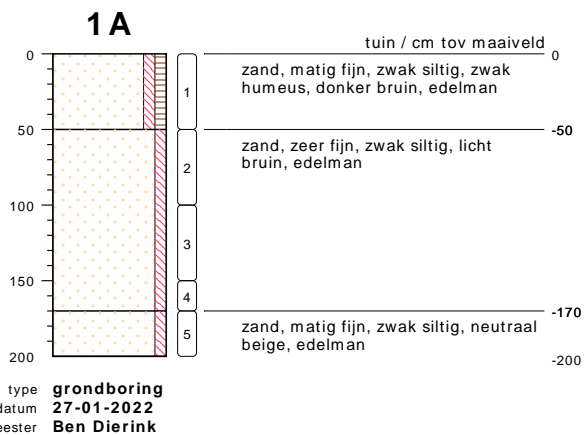 1A
tuin / cm tov maaiveld
0
0
zand, matig fijn, zwak siltig, zwak
humeus, donker bruin, edelman
1
50
-50
zand, zeer fijn, zwak siltig, licht
bruin, edelman
2
100
3
150
4
-170
zand, matig fijn, zwak siltig, neutraal
beige, edelman
5
200
-200
type grondboring
datum 27-01-2022
eester Ben Dierink